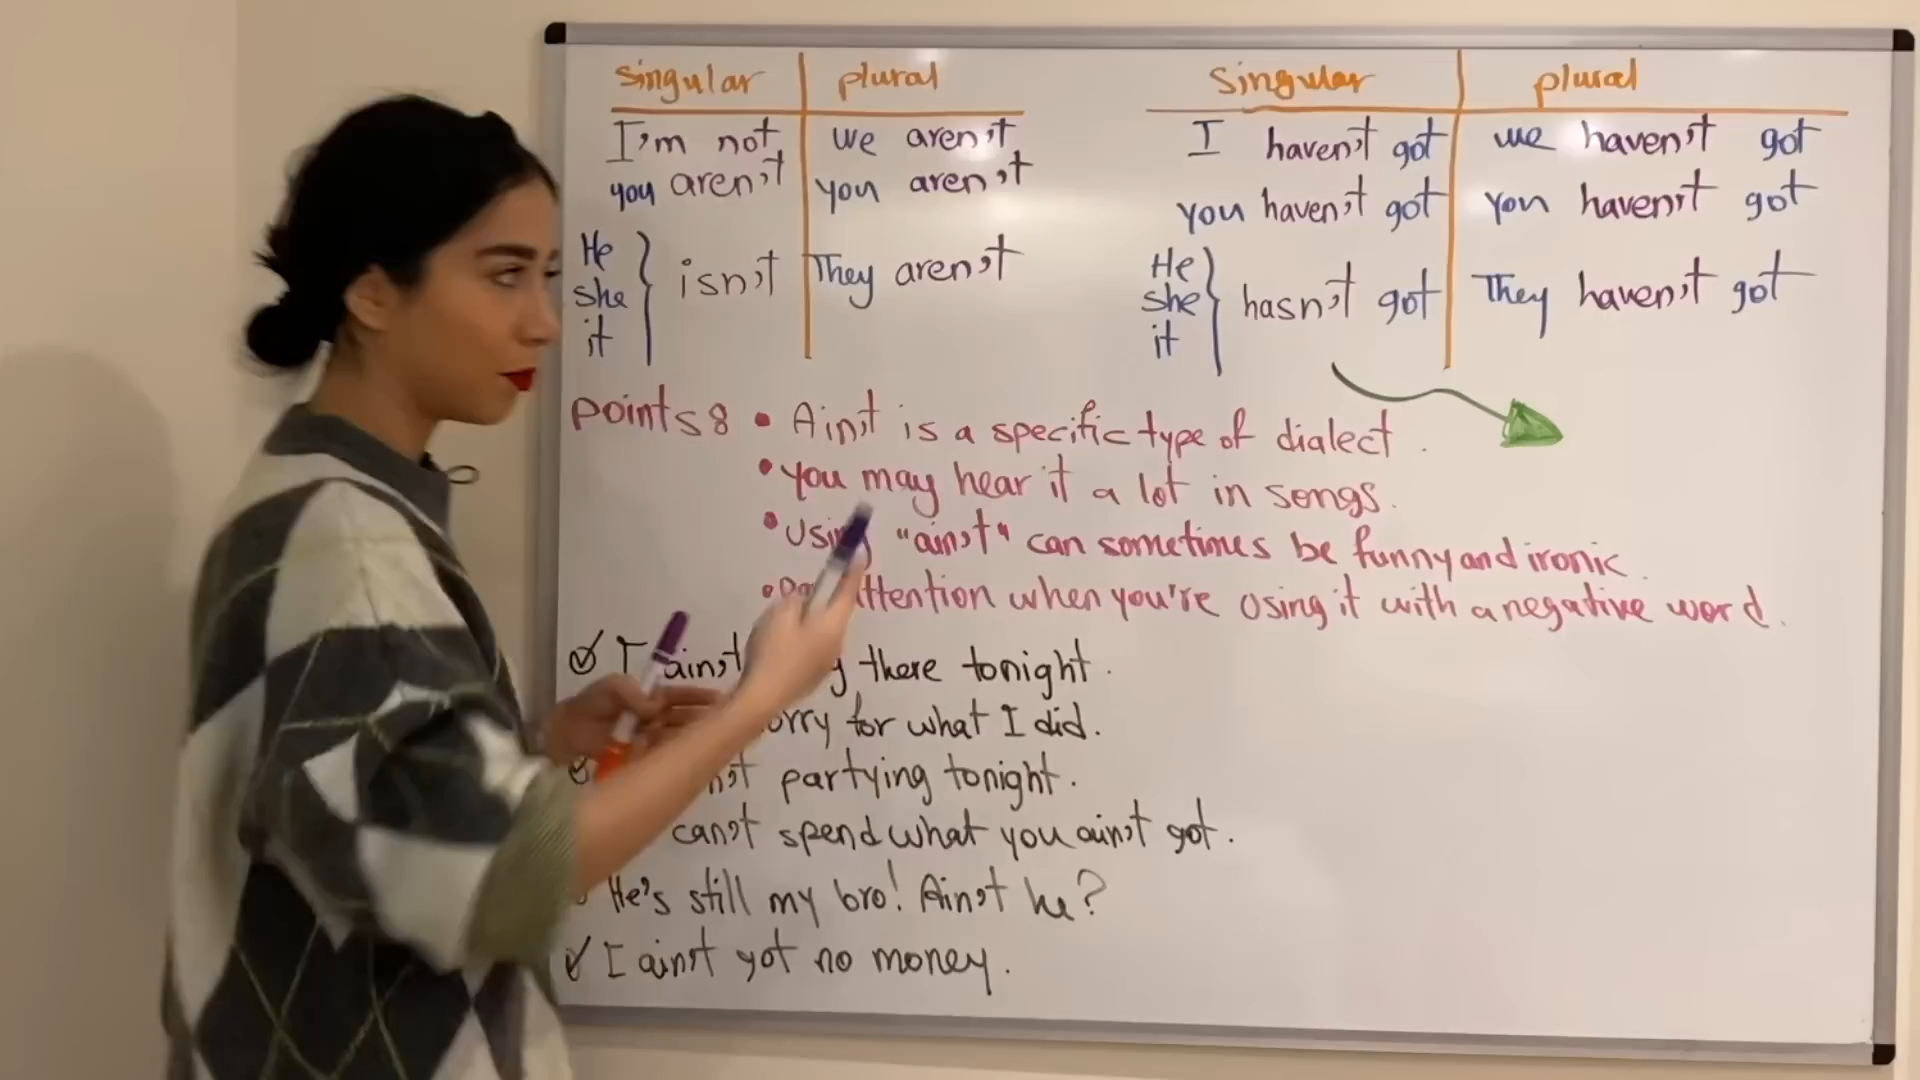 singular plural
I'm not we aren't
you aren't you aren't
He
she
it
isn't They aren't
singular plural
I haven't got we haven't got
you haven't got you haven't got
He
she
it
hasn't got They haven't got
points:
• Ain't is a specific type of dialect.
• You may hear it a lot in songs.
• Using "ain't" can sometimes be funny and ironic.
• attention when you're using it with a negative word.
I ain't there tonight.
for what I did.
partying tonight.
can't spend what you ain't got.
He's still my bro! Ain't he?
I ain't got no money.